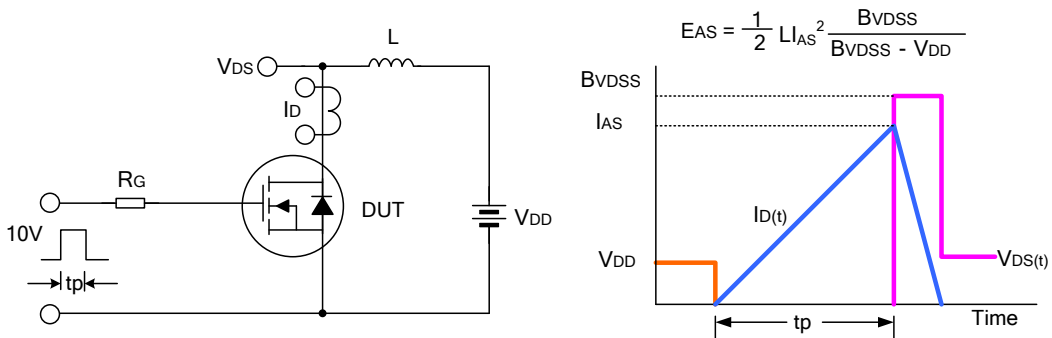 VDS
L
ID
RG
DUT
VDD
10V
tp
EAS = 1/2 LIAS² BVDSS / BVDSS - VDD
BVDSS
IAS
ID(t)
VDD
VDS(t)
tp
Time